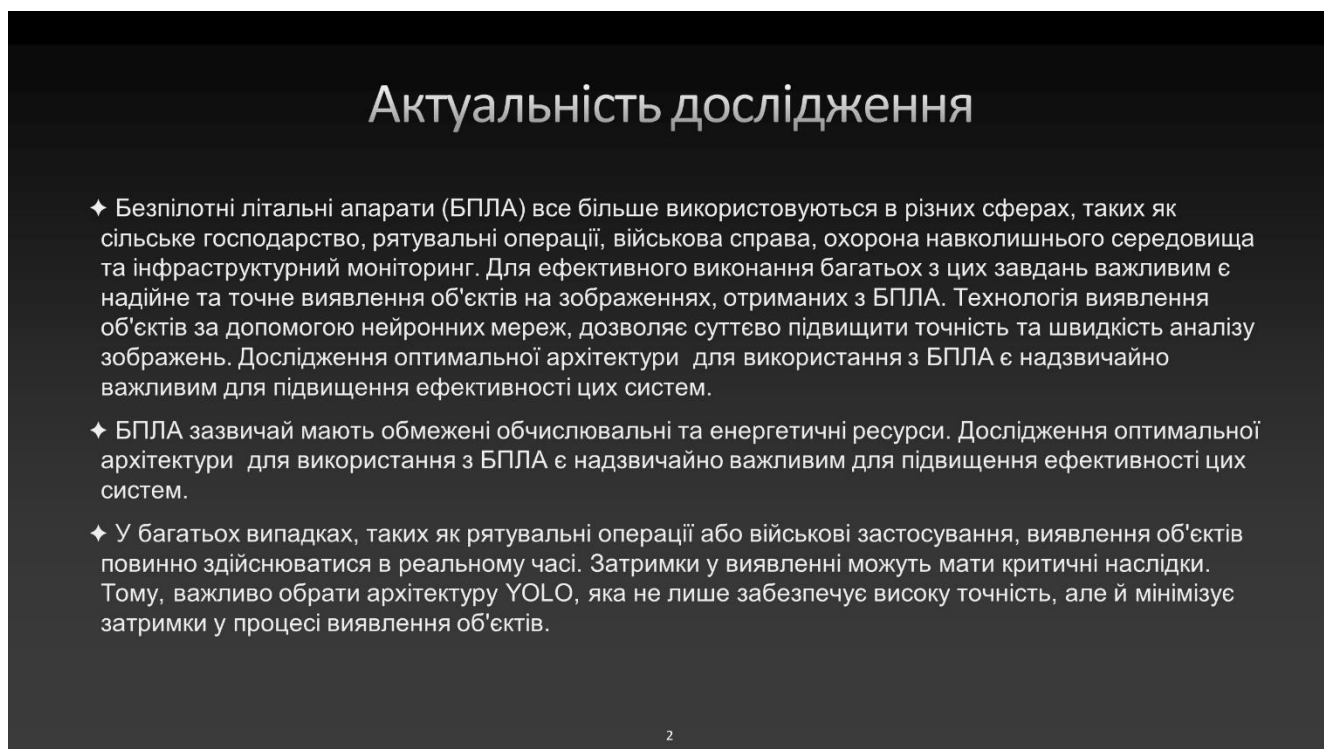 Актуальність дослідження
✦ Безпілотні літальні апарати (БПЛА) все більше використовуються в різних сферах, таких як
сільське господарство, рятувальні операції, військова справа, охорона навколишнього середовища
та інфраструктурний моніторинг. Для ефективного виконання багатьох з цих завдань важливим є
надійне та точне виявлення об'єктів на зображеннях, отриманих з БПЛА. Технологія виявлення
об'єктів за допомогою нейронних мереж, дозволяє суттєво підвищити точність та швидкість аналізу
зображень. Дослідження оптимальної архітектури  для використання з БПЛА є надзвичайно
важливим для підвищення ефективності цих систем.
✦ БПЛА зазвичай мають обмежені обчислювальні та енергетичні ресурси. Дослідження оптимальної
архітектури  для використання з БПЛА є надзвичайно важливим для підвищення ефективності цих
систем.
✦ У багатьох випадках, таких як рятувальні операції або військові застосування, виявлення об'єктів
повинно здійснюватися в реальному часі. Затримки у виявленні можуть мати критичні наслідки.
Тому, важливо обрати архітектуру YOLO, яка не лише забезпечує високу точність, але й мінімізує
затримки у процесі виявлення об'єктів.
2